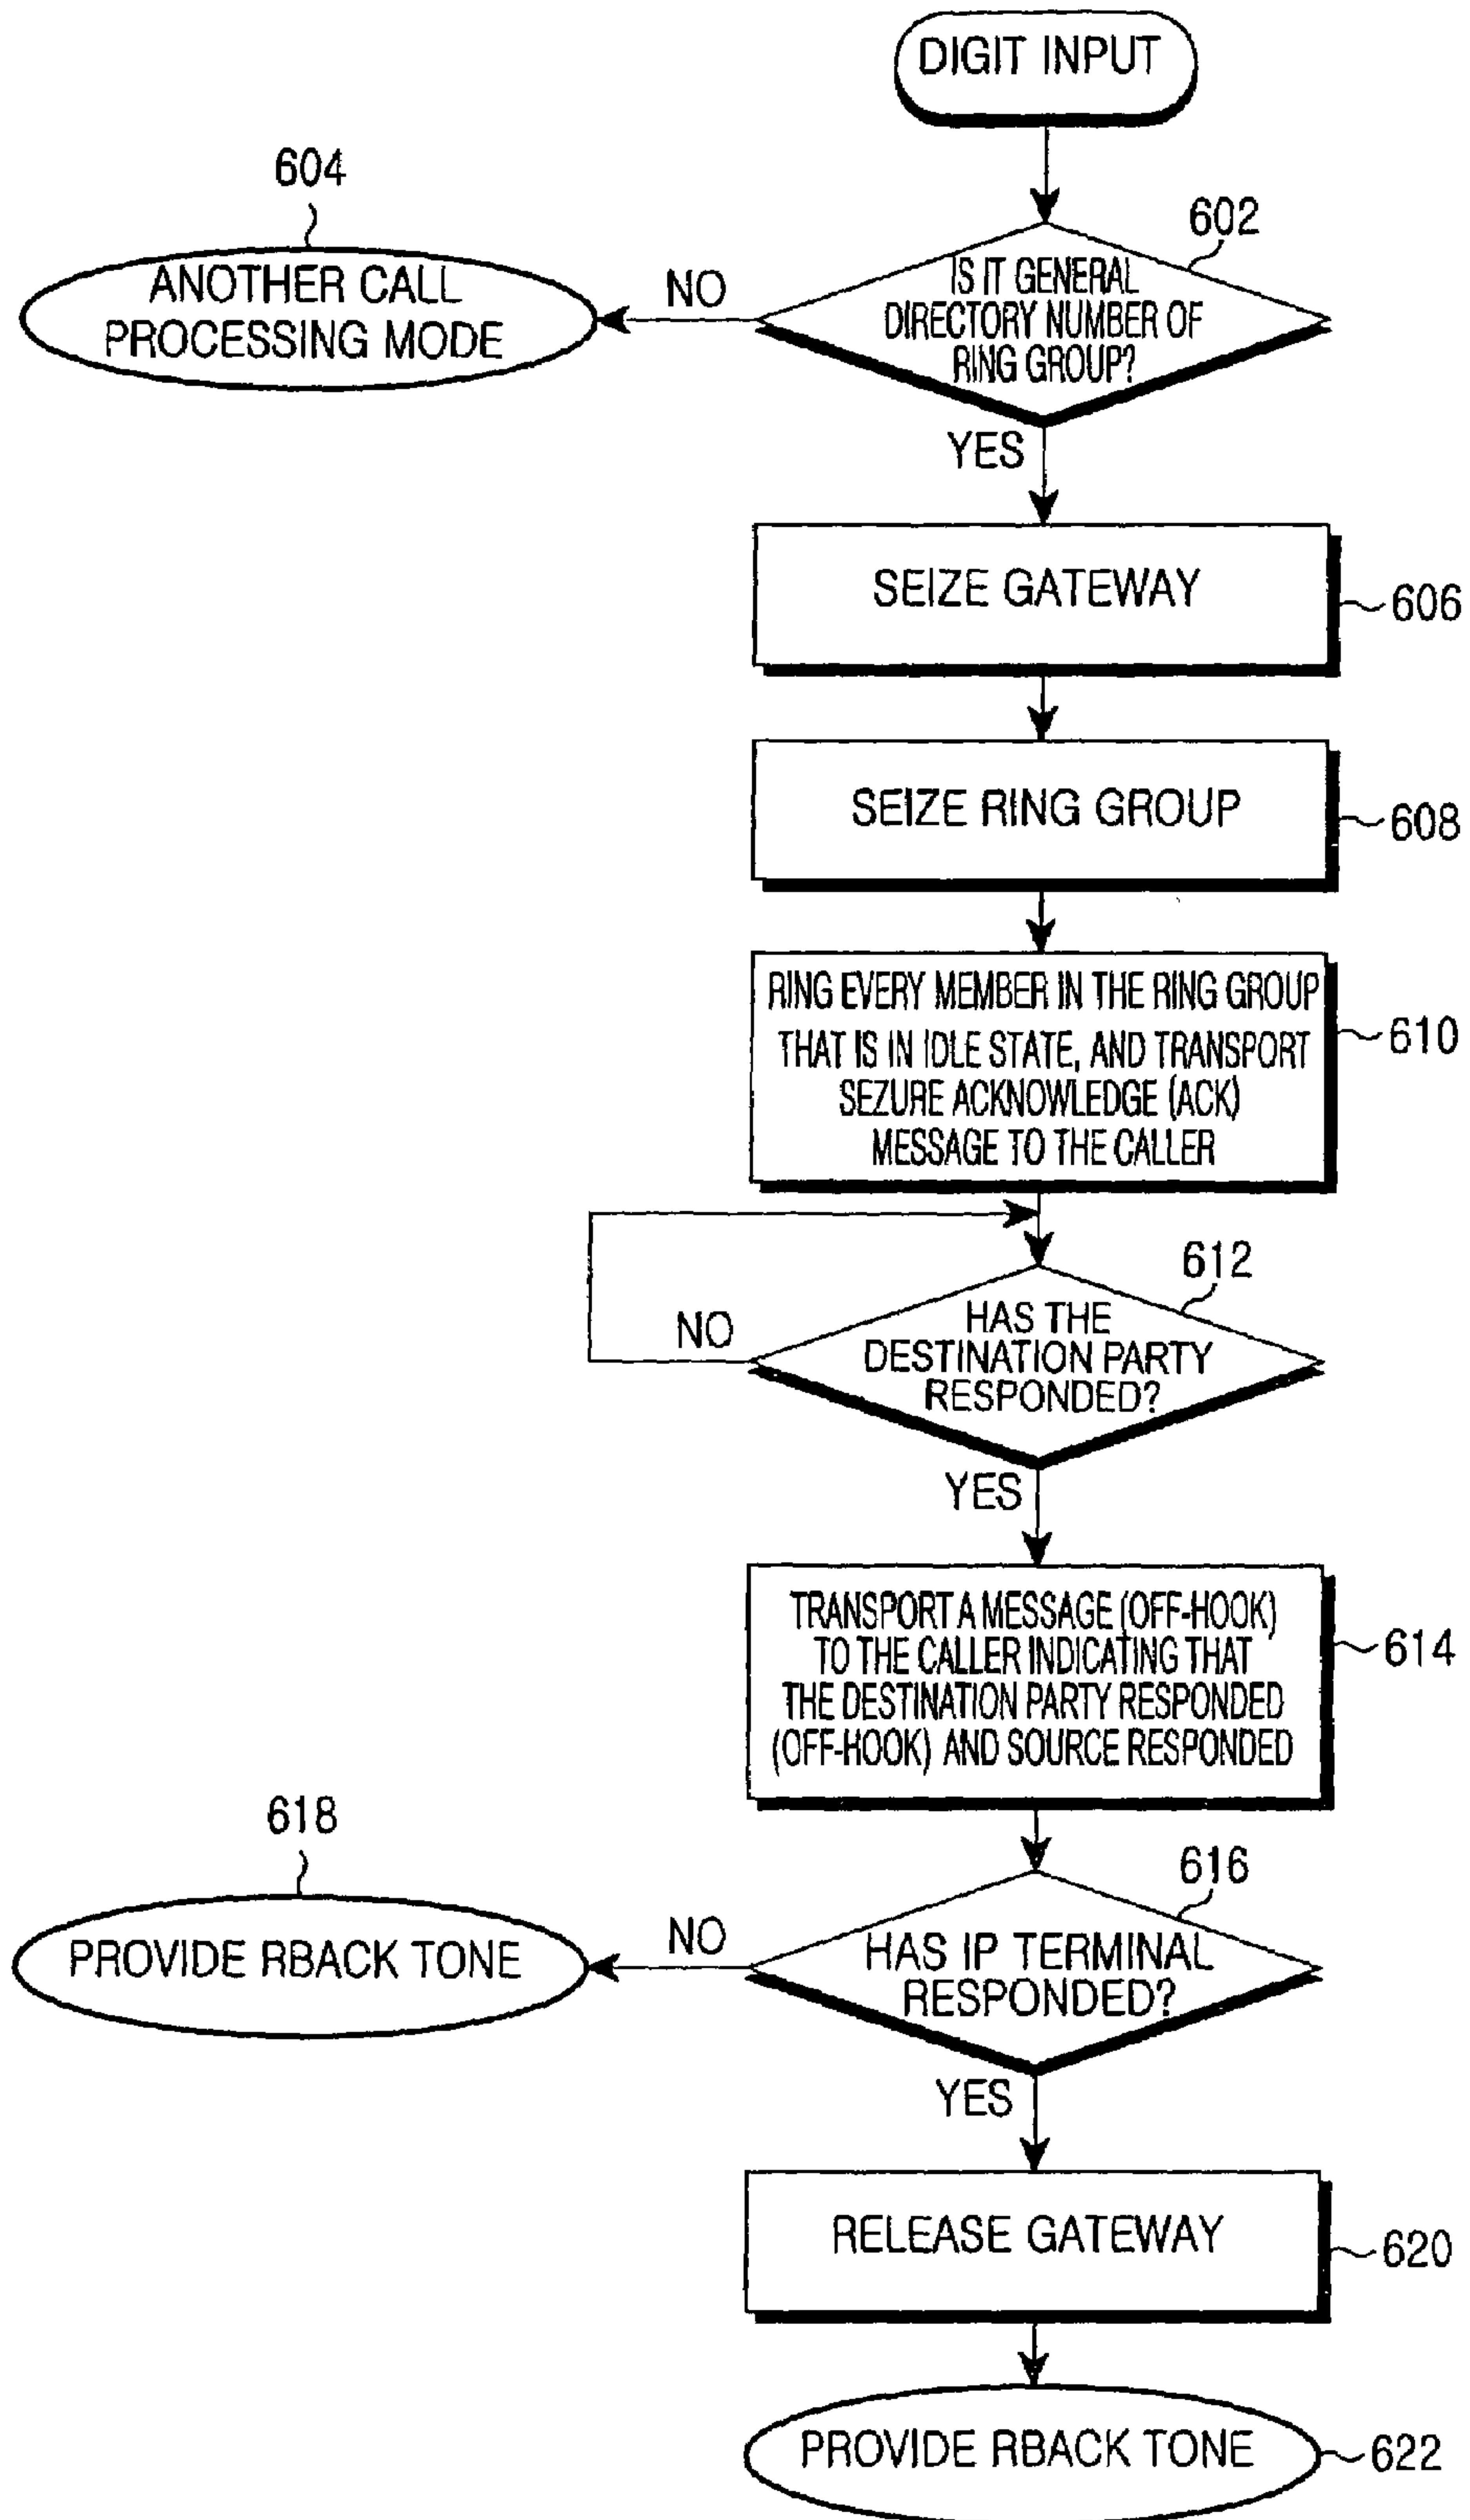 DIGIT INPUT
604
602
ANOTHER CALL
PROCESSING MODE
NO
IS IT GENERAL
DIRECTORY NUMBER OF
RING GROUP?
YES
SEIZE GATEWAY
606
SEIZE RING GROUP
608
RING EVERY MEMBER IN THE RING GROUP
THAT IS IN IDLE STATE, AND TRANSPORT
SEZURE ACKNOWLEDGE (ACK)
MESSAGE TO THE CALLER
610
612
NO
HAS THE
DESTINATION PARTY
RESPONDED?
YES
TRANSPORT A MESSAGE (OFF-HOOK)
TO THE CALLER INDICATING THAT
THE DESTINATION PARTY RESPONDED
(OFF-HOOK) AND SOURCE RESPONDED
614
618
616
PROVIDE RBACK TONE
NO
HAS IP TERMINAL
RESPONDED?
YES
RELEASE GATEWAY
620
PROVIDE RBACK TONE
622